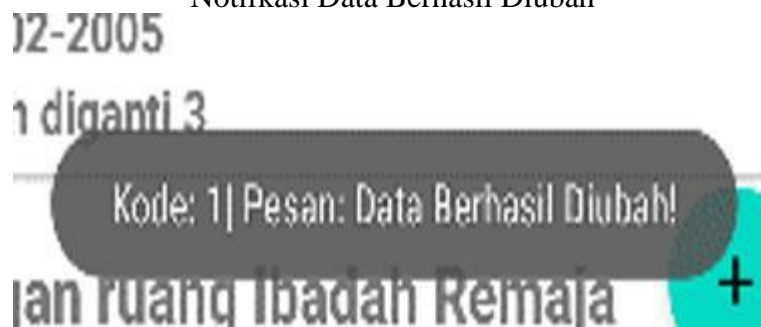 Notifikasi Data Berhasil Diubah
02-2005
n diganti 3
Kode: 1| Pesan: Data Berhasil Diubah!
gan ruang Ibadah Remaja
+